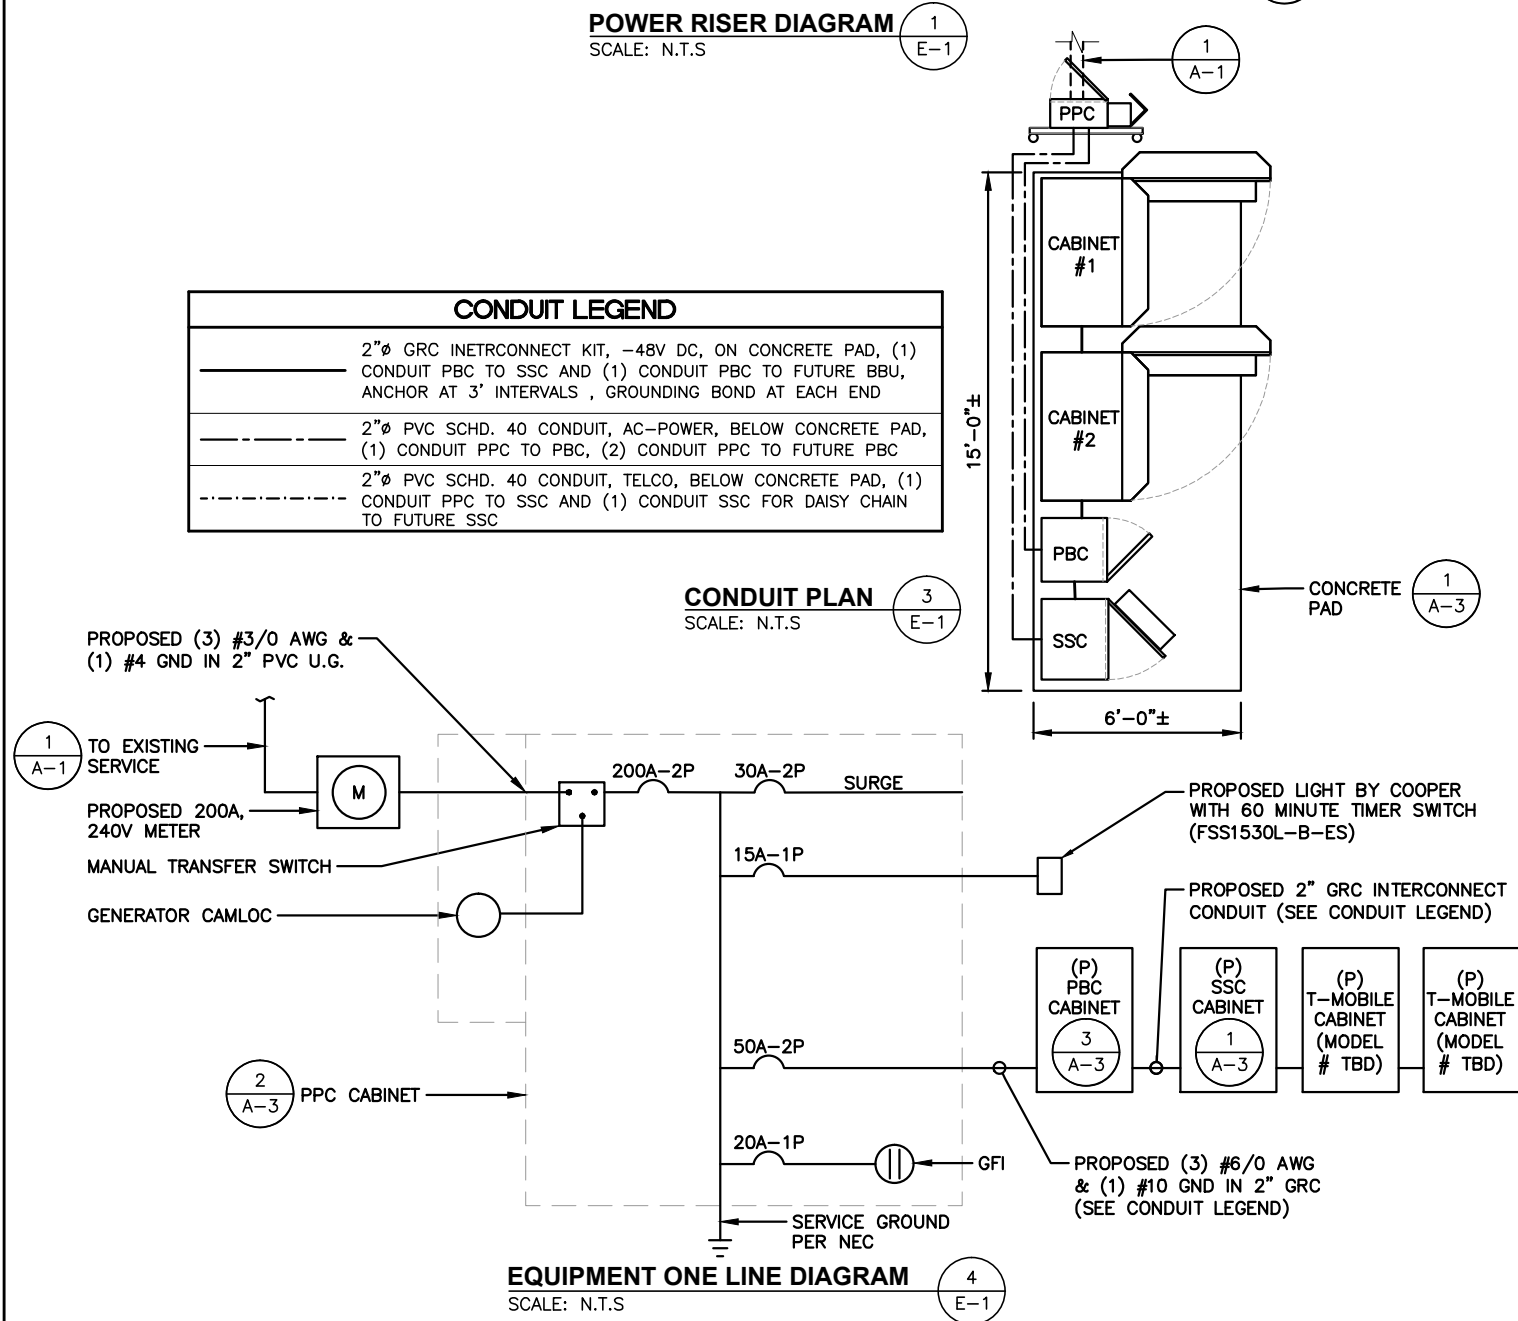 POWER RISER DIAGRAM
SCALE: N.T.S
1
E-1
1
A-1
PPC
CABINET
#1
CABINET
#2
PBC
SSC
15'-0"±
6'-0"±
CONCRETE
PAD
1
A-3
CONDUIT LEGEND
2"ø GRC INETRCONNECT KIT, -48V DC, ON CONCRETE PAD, (1)
CONDUIT PBC TO SSC AND (1) CONDUIT PBC TO FUTURE BBU,
ANCHOR AT 3' INTERVALS , GROUNDING BOND AT EACH END
2"ø PVC SCHD. 40 CONDUIT, AC-POWER, BELOW CONCRETE PAD,
(1) CONDUIT PPC TO PBC, (2) CONDUIT PPC TO FUTURE PBC
2"ø PVC SCHD. 40 CONDUIT, TELCO, BELOW CONCRETE PAD, (1)
CONDUIT PPC TO SSC AND (1) CONDUIT SSC FOR DAISY CHAIN
TO FUTURE SSC
CONDUIT PLAN
SCALE: N.T.S
3
E-1
PROPOSED (3) #3/0 AWG &
(1) #4 GND IN 2" PVC U.G.
1
A-1
TO EXISTING
SERVICE
M
PROPOSED 200A,
240V METER
MANUAL TRANSFER SWITCH
GENERATOR CAMLOC
2
A-3
PPC CABINET
200A-2P
30A-2P
SURGE
15A-1P
50A-2P
20A-1P
GFI
SERVICE GROUND
PER NEC
PROPOSED LIGHT BY COOPER
WITH 60 MINUTE TIMER SWITCH
(FSS1530L-B-ES)
PROPOSED 2" GRC INTERCONNECT
CONDUIT (SEE CONDUIT LEGEND)
(P)
PBC
CABINET
3
A-3
(P)
SSC
CABINET
1
A-3
(P)
T-MOBILE
CABINET
(MODEL
# TBD)
(P)
T-MOBILE
CABINET
(MODEL
# TBD)
PROPOSED (3) #6/0 AWG
& (1) #10 GND IN 2" GRC
(SEE CONDUIT LEGEND)
EQUIPMENT ONE LINE DIAGRAM
SCALE: N.T.S
4
E-1